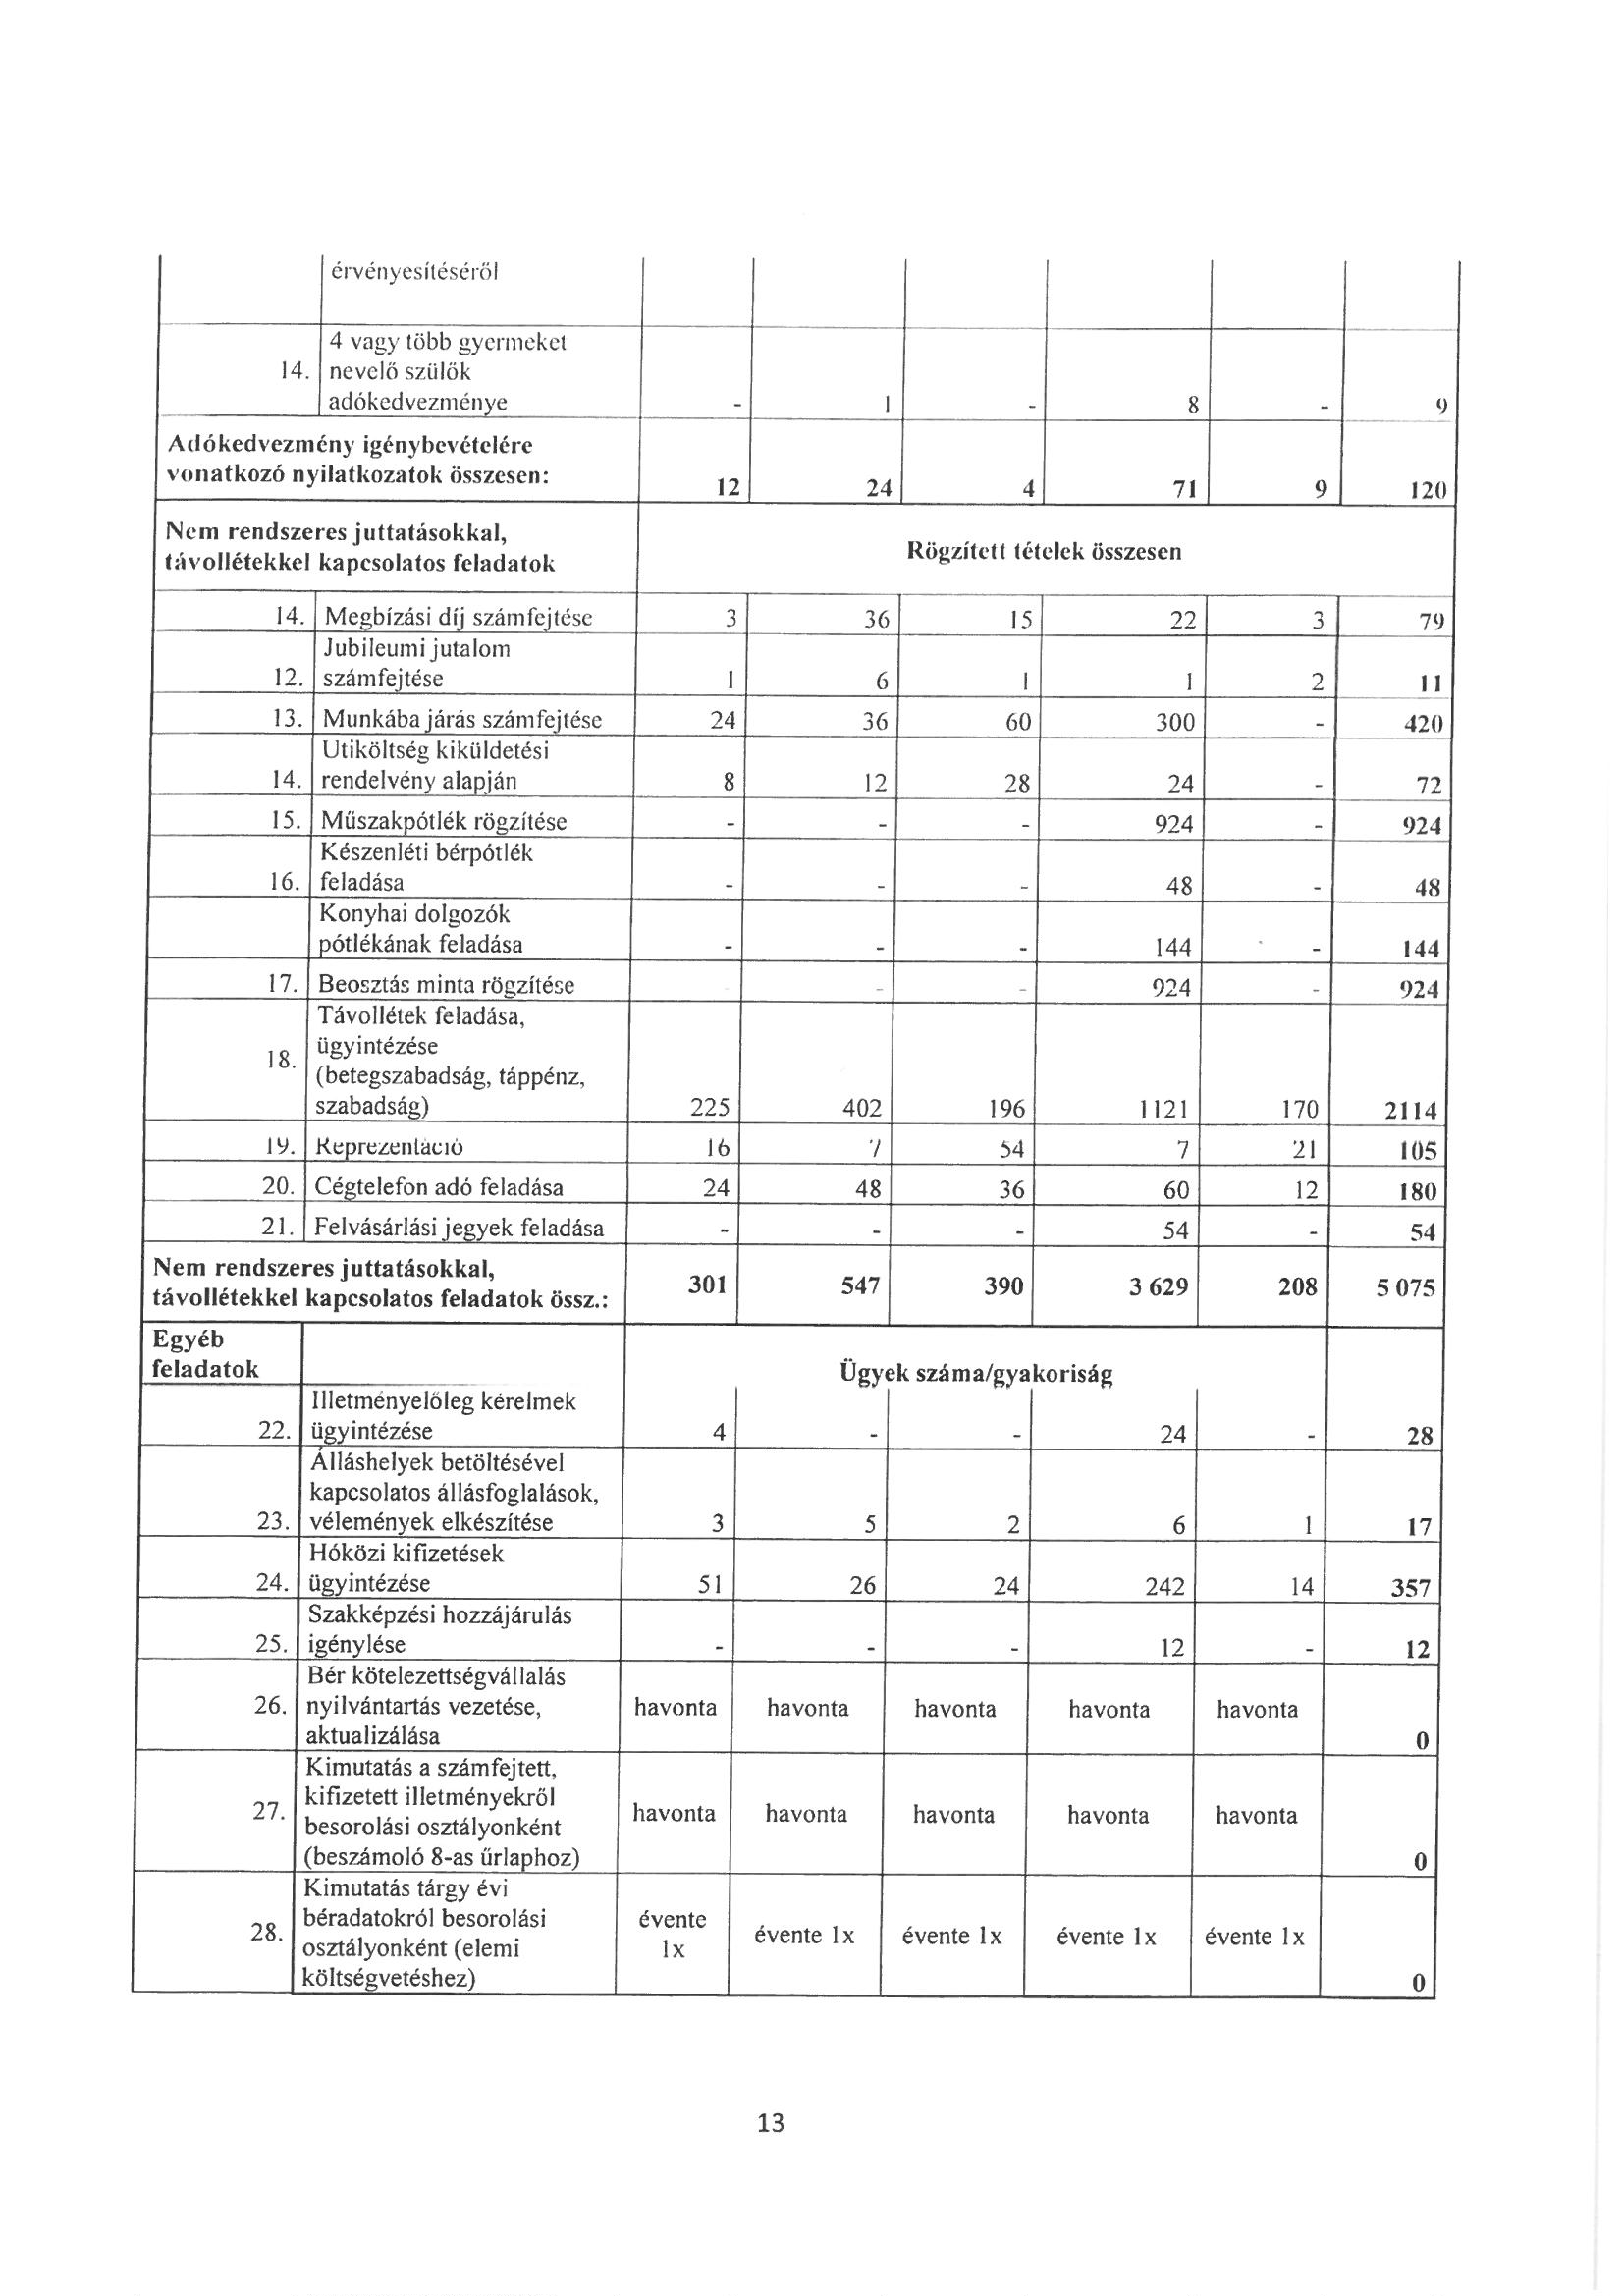 érvényesítéséről
4 vagy több gyermeket
14. nevelő szülők
adókedvezménye - 1 - 8 - 9
Adókedvezmény igénybevételére
vonatkozó nyilatkozatok összesen: 12 24 4 71 9 120
Nem rendszeres juttatásokkal,
távollétekkel kapcsolatos feladatok Rögzített tételek összesen
14. Megbízási díj számfejtése 3 36 15 22 3 79
Jubileumi jutalom
12. számfejtése 1 6 1 1 2 11
13. Munkába járás számfejtése 24 36 60 300 - 420
Utiköltség kiküldetési
14. rendelvény alapján 8 12 28 24 - 72
15. Műszakpótlék rögzítése - - - 924 - 924
Készenléti bérpótlék
16. feladása - - - 48 - 48
Konyhai dolgozók
pótlékának feladása - - - 144 - 144
17. Beosztás minta rögzítése - - - 924 - 924
Távollétek feladása,
18. ügyintézése
(betegszabadság, táppénz,
szabadság) 225 402 196 1121 170 2114
19. Reprezentáció 16 7 54 7 21 105
20. Cégtelefon adó feladása 24 48 36 60 12 180
21. Felvásárlási jegyek feladása - - - 54 - 54
Nem rendszeres juttatásokkal,
távollétekkel kapcsolatos feladatok össz.: 301 547 390 3 629 208 5 075
Egyéb
feladatok Ügyek száma/gyakoriság
Illetményelőleg kérelmek
22. ügyintézése 4 - - 24 - 28
Álláshelyek betöltésével
kapcsolatos állásfoglalások,
23. vélemények elkészítése 3 5 2 6 1 17
Hóközi kifizetések
24. ügyintézése 51 26 24 242 14 357
Szakképzési hozzájárulás
25. igénylése - - - 12 - 12
Bér kötelezettségvállalás
26. nyilvántartás vezetése, havonta havonta havonta havonta havonta
aktualizálása 0
Kimutatás a számfejtett,
27. kifizetett illetményekről
besorolási osztályonként havonta havonta havonta havonta havonta
(beszámoló 8-as űrlaphoz) 0
Kimutatás tárgy évi
28. béradatokról besorolási évente
osztályonként (elemi 1x évente 1x évente 1x évente 1x évente 1x
költségvetéshez) 0
13